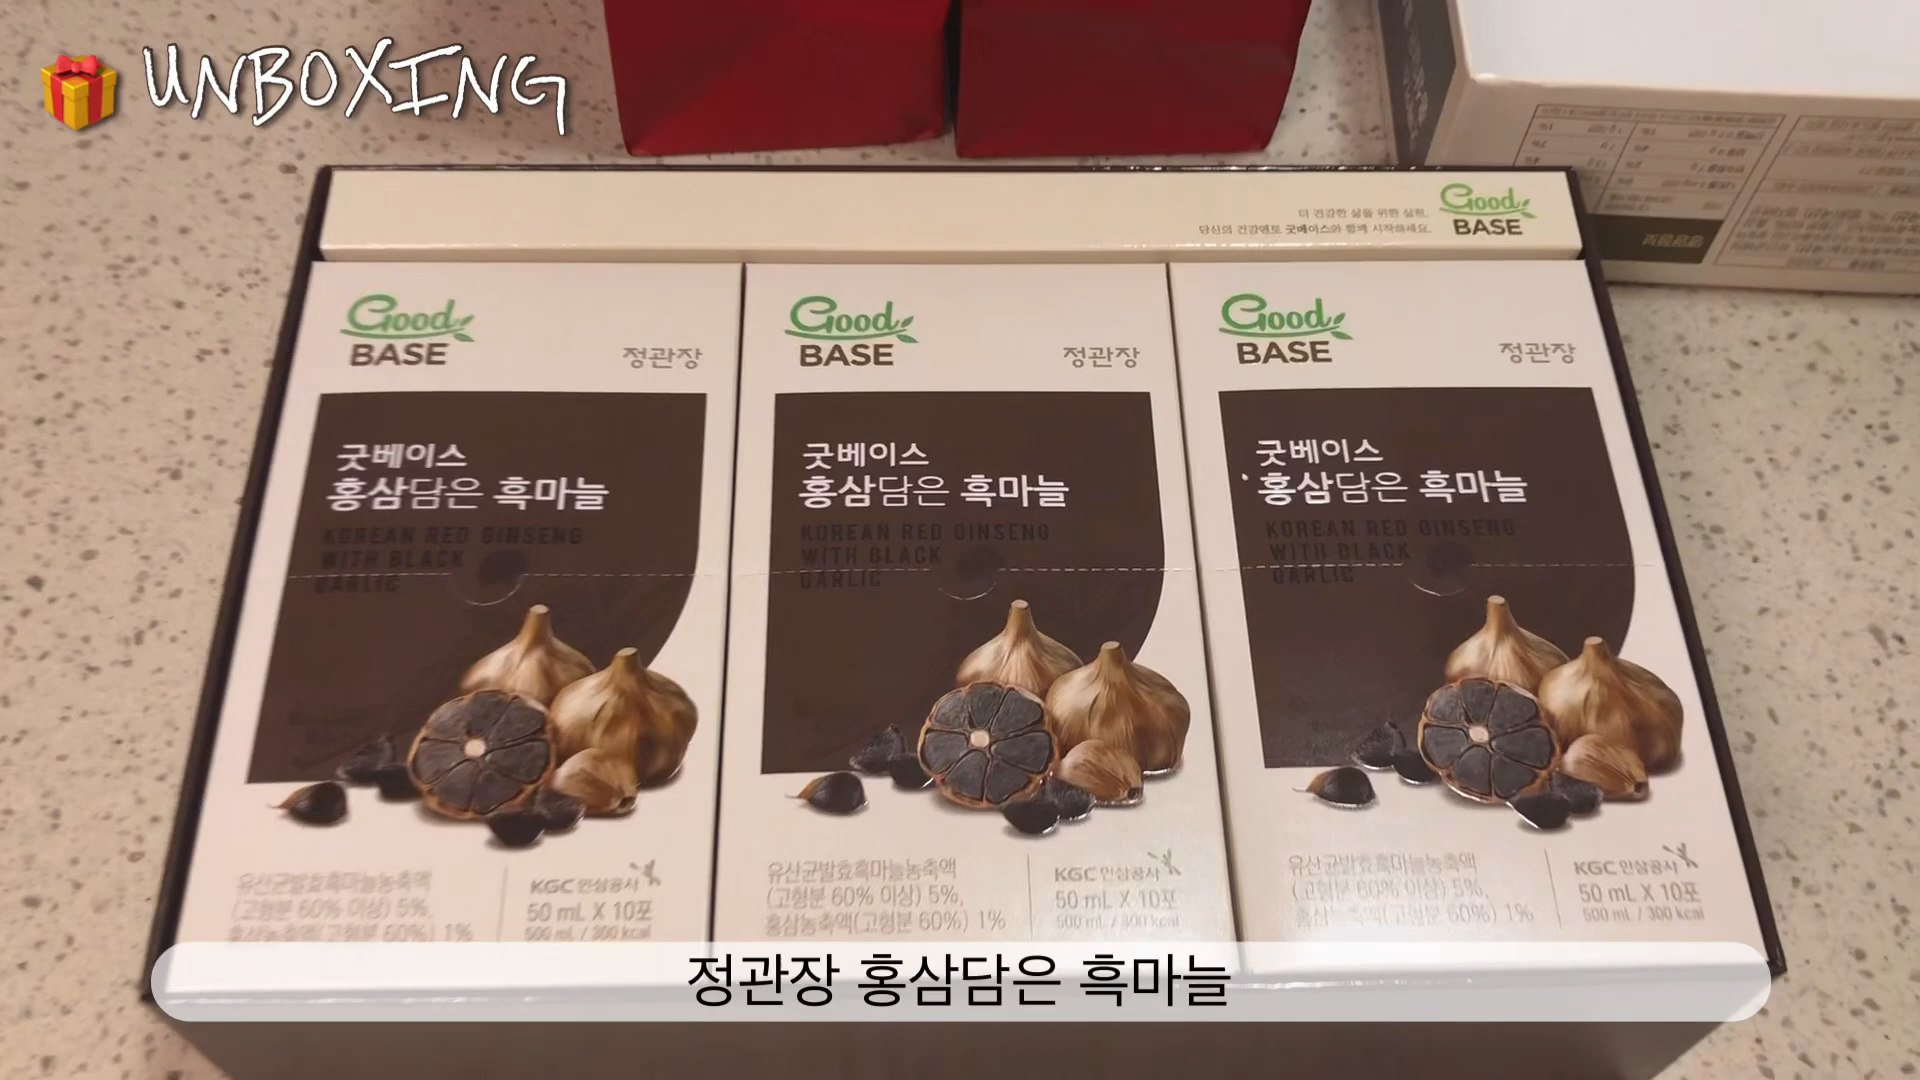 UNBOXING
더 건강한 삶을 위한 실천.
당신의 건강멘토 굿베이스와 함께 시작하세요.
Good
BASE
Good
BASE
정관장
굿베이스
홍삼담은 흑마늘
KOREAN RED GINSENG
WITH BLACK
GARLIC
유산균발효흑마늘농축액
(고형분 60% 이상) 5%,
홍삼농축액(고형분 60%) 1%
KGC 인삼공사
50 mL X 10포
500 mL / 300 kcal
Good
BASE
정관장
굿베이스
홍삼담은 흑마늘
KOREAN RED GINSENG
WITH BLACK
GARLIC
유산균발효흑마늘농축액
(고형분 60% 이상) 5%,
홍삼농축액(고형분 60%) 1%
KGC 인삼공사
50 mL X 10포
500 mL / 300 kcal
Good
BASE
정관장
굿베이스
홍삼담은 흑마늘
KOREAN RED GINSENG
WITH BLACK
GARLIC
유산균발효흑마늘농축액
(고형분 60% 이상) 5%,
홍삼농축액(고형분 60%) 1%
KGC 인삼공사
50 mL X 10포
500 mL / 300 kcal
정관장 홍삼담은 흑마늘